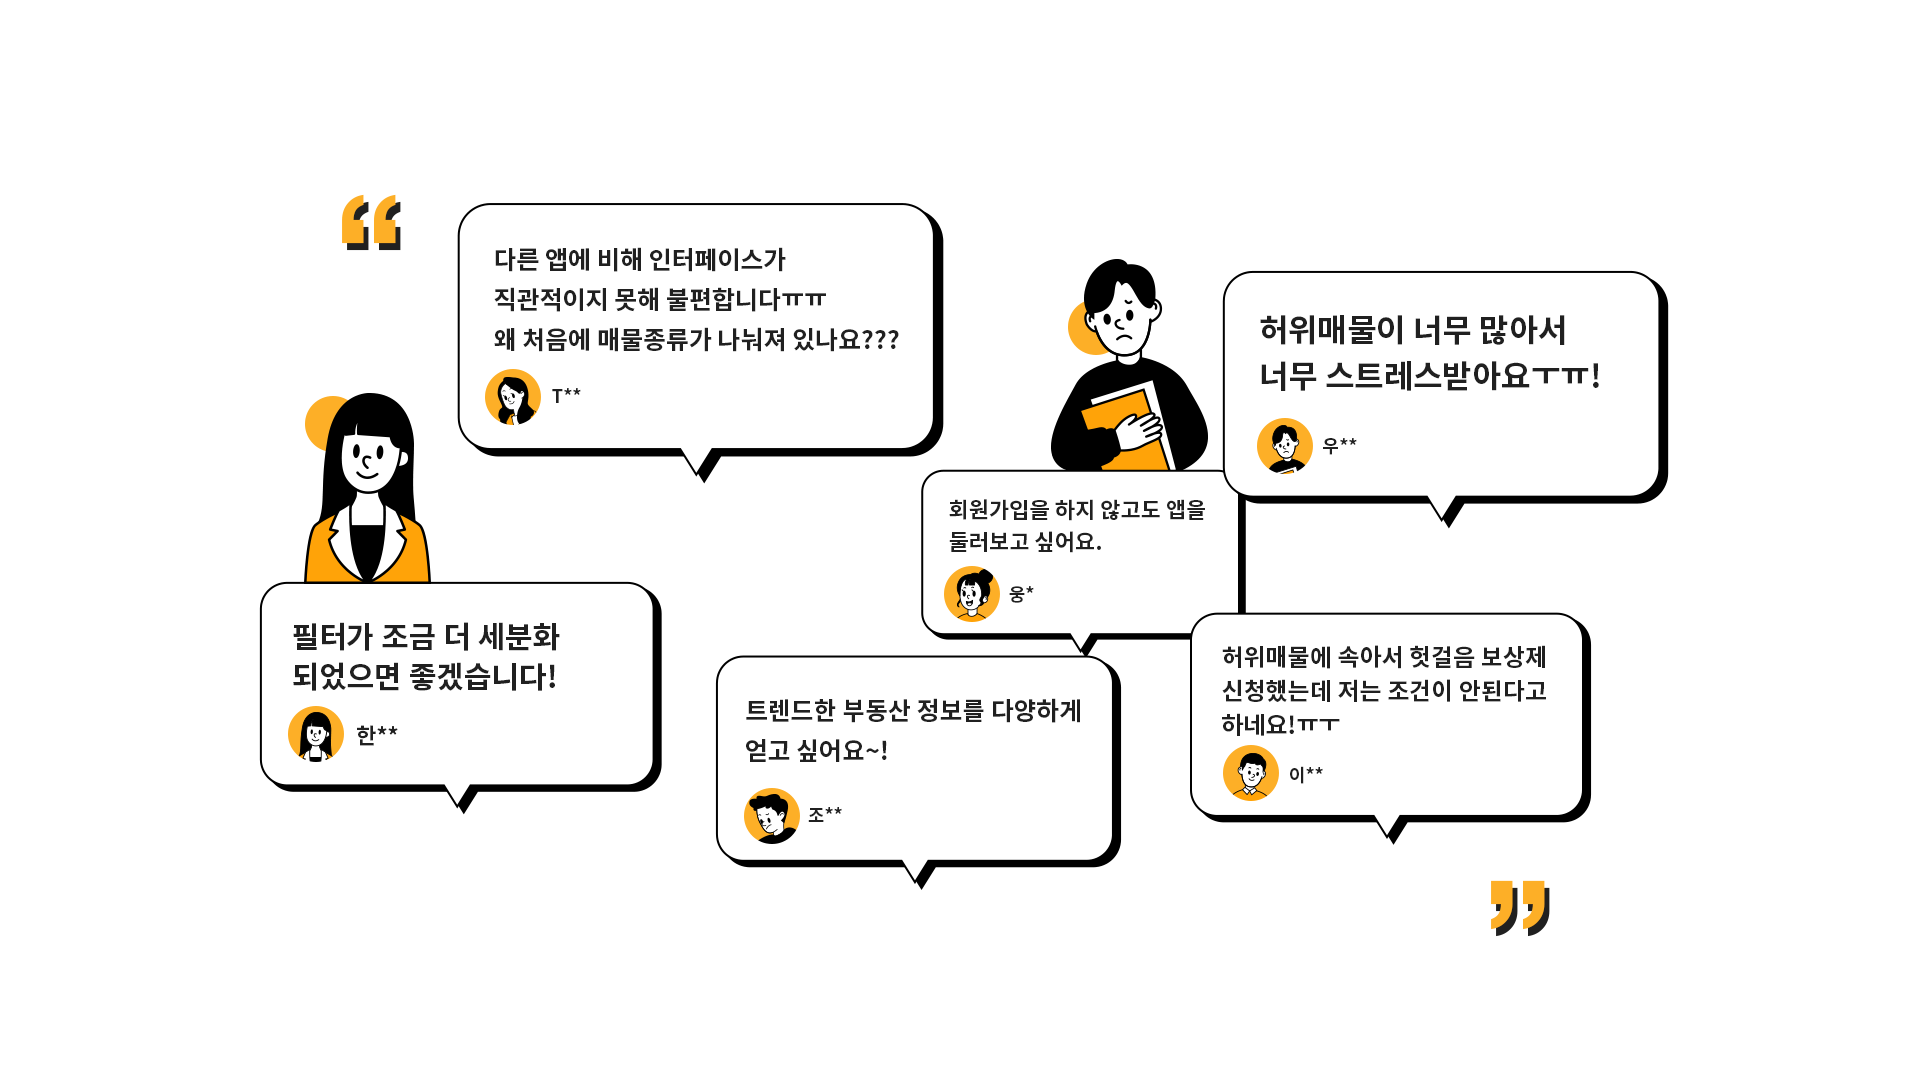 다른 앱에 비해 인터페이스가
직관적이지 못해 불편합니다ㅠㅠ
왜 처음에 매물종류가 나눠져 있나요???
T**
허위매물이 너무 많아서
너무 스트레스받아요ㅜㅠ!
우**
회원가입을 하지 않고도 앱을
둘러보고 싶어요.
웅*
필터가 조금 더 세분화
되었으면 좋겠습니다!
한**
트렌드한 부동산 정보를 다양하게
얻고 싶어요~!
조**
허위매물에 속아서 헛걸음 보상제
신청했는데 저는 조건이 안된다고
하네요!ㅠㅜ
이**